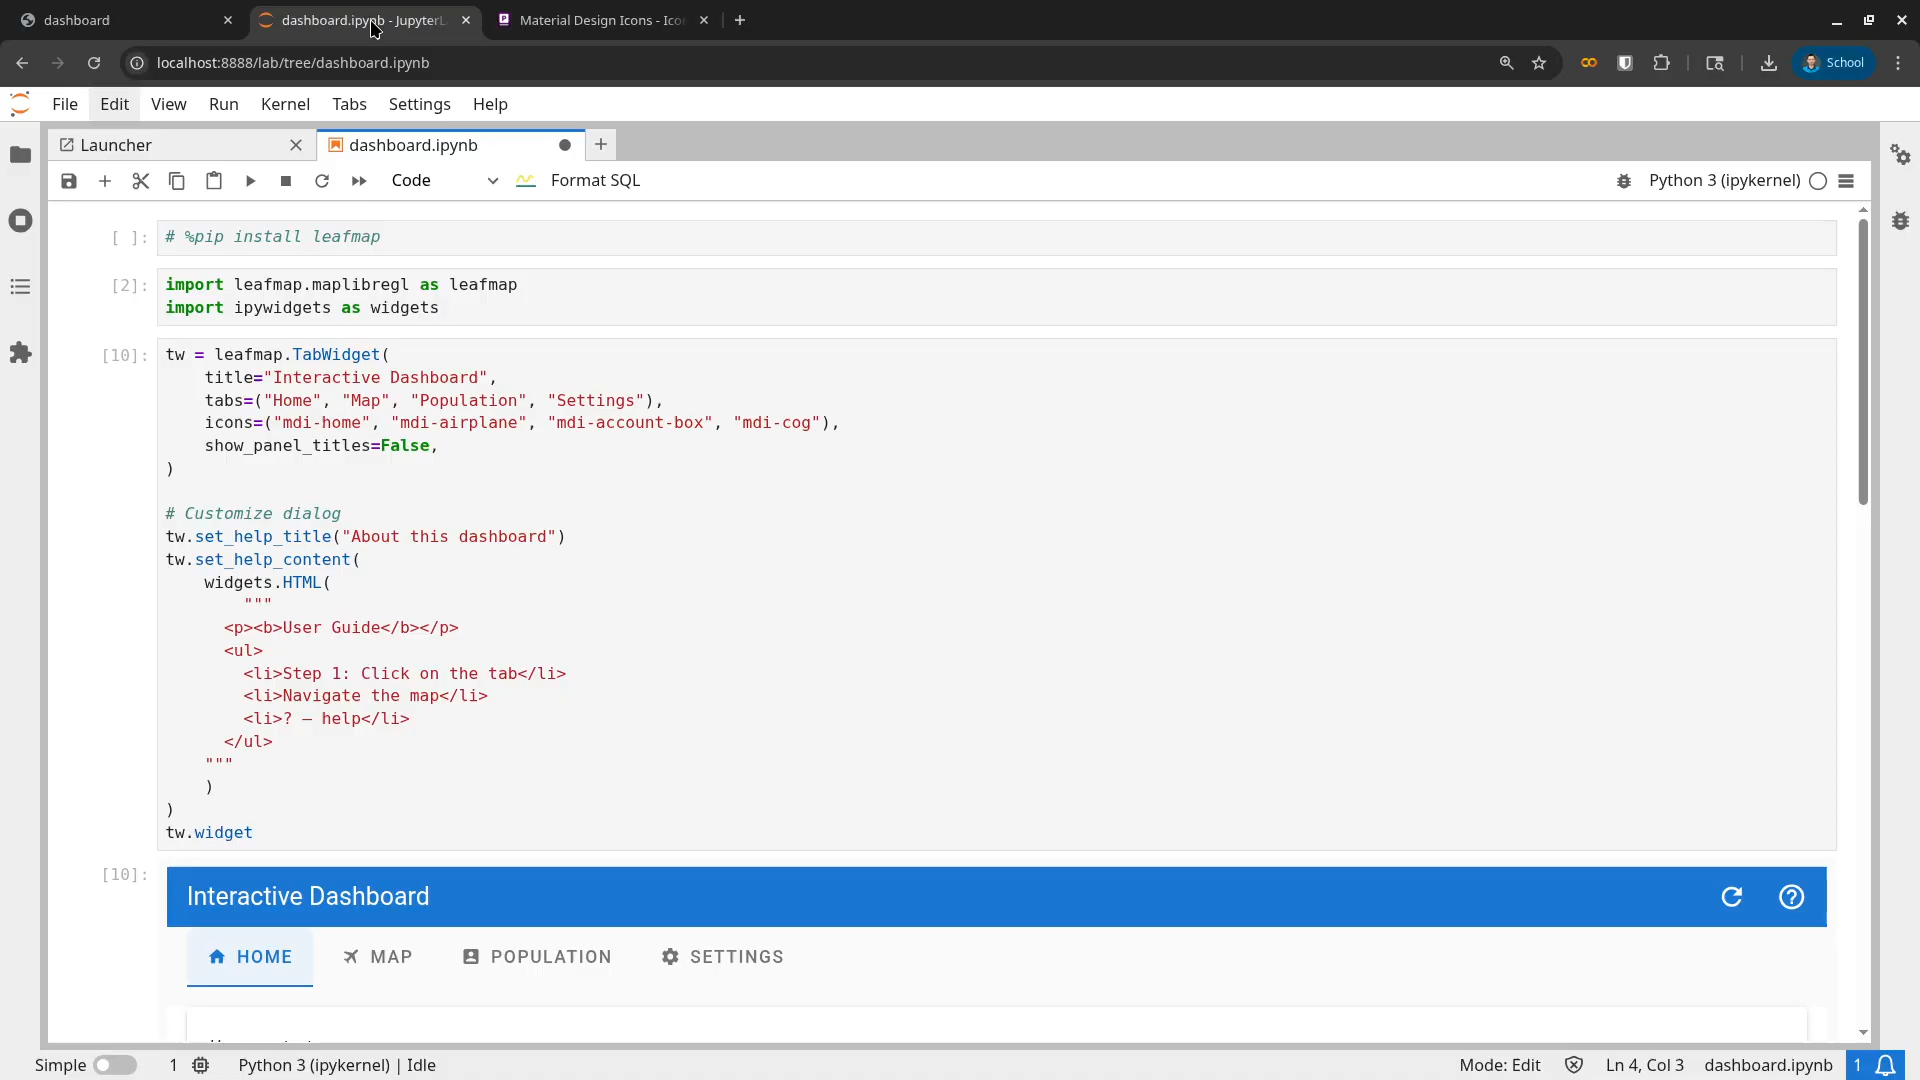 dashboard
dashboard.ipynb - JupyterL
Material Design Icons - Ico
localhost:8888/lab/tree/dashboard.ipynb
School
File Edit View Run Kernel Tabs Settings Help
Launcher
dashboard.ipynb
Code
Format SQL
Python 3 (ipykernel)
[ ]:
# %pip install leafmap
[2]:
import leafmap.maplibregl as leafmap
import ipywidgets as widgets
[10]:
tw = leafmap.TabWidget(
    title="Interactive Dashboard",
    tabs=("Home", "Map", "Population", "Settings"),
    icons=("mdi-home", "mdi-airplane", "mdi-account-box", "mdi-cog"),
    show_panel_titles=False,
)
# Customize dialog
tw.set_help_title("About this dashboard")
tw.set_help_content(
    widgets.HTML(
        """
      <p><b>User Guide</b></p>
      <ul>
        <li>Step 1: Click on the tab</li>
        <li>Navigate the map</li>
        <li>? – help</li>
      </ul>
    """
    )
)
tw.widget
[10]:
Interactive Dashboard
HOME MAP POPULATION SETTINGS
Simple
1
Python 3 (ipykernel) | Idle
Mode: Edit
Ln 4, Col 3
dashboard.ipynb
1